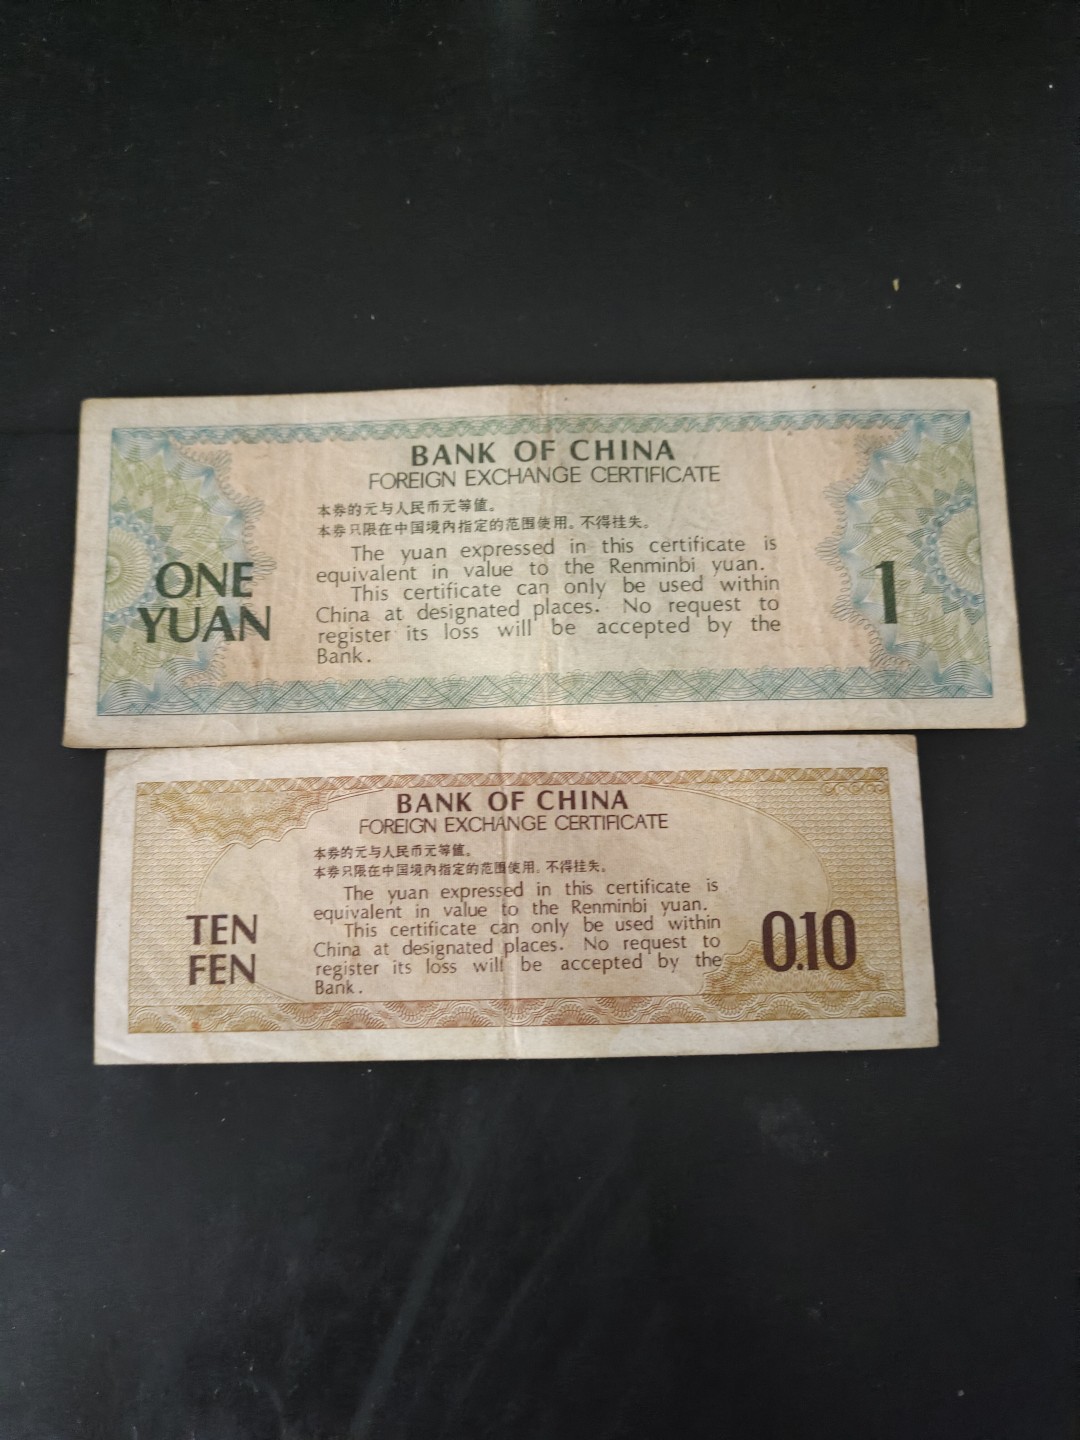 BANK OF CHINA
FOREIGN EXCHANGE CERTIFICATE
本券的元与人民币元等值。
本券只限在中国境内指定的范围使用。不得挂失。
The yuan expressed in this certificate is
equivalent in value to the Renminbi yuan.
This certificate can only be used within
China at designated places. No request to
register its loss will be accepted by the
Bank.
ONE
YUAN
1
BANK OF CHINA
FOREIGN EXCHANGE CERTIFICATE
本券的元与人民币元等值。
本券只限在中国境内指定的范围使用。不得挂失。
The yuan expressed in this certificate is
equivalent in value to the Renminbi yuan.
This certificate can only be used within
China at designated places. No request to
register its loss will be accepted by the
Bank.
TEN
FEN
0.10